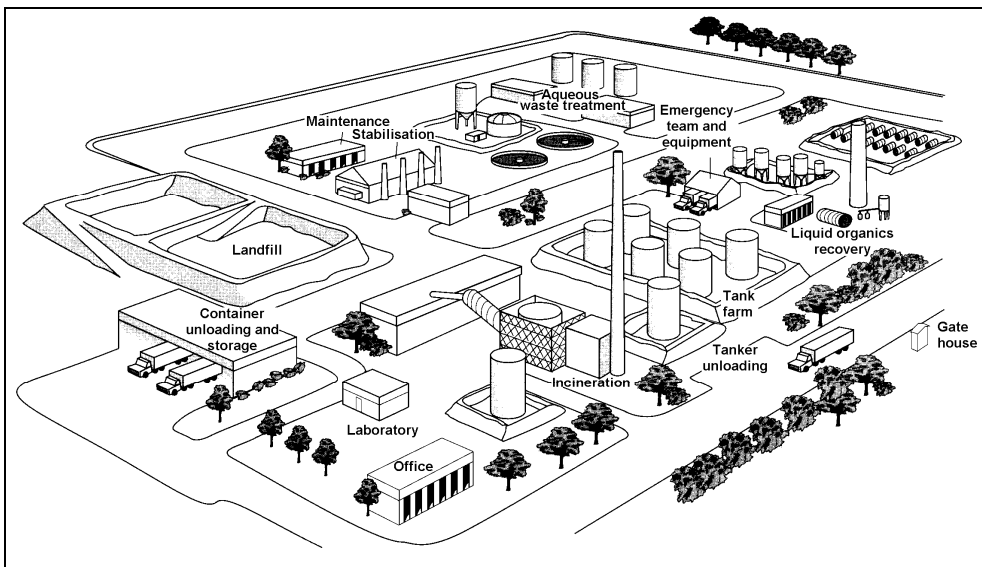 Aqueous
waste treatment
Maintenance
Stabilisation
Emergency
team and
equipment
Liquid organics
recovery
Landfill
Container
unloading and
storage
Tank
farm
Gate
house
Tanker
unloading
Incineration
Laboratory
Office